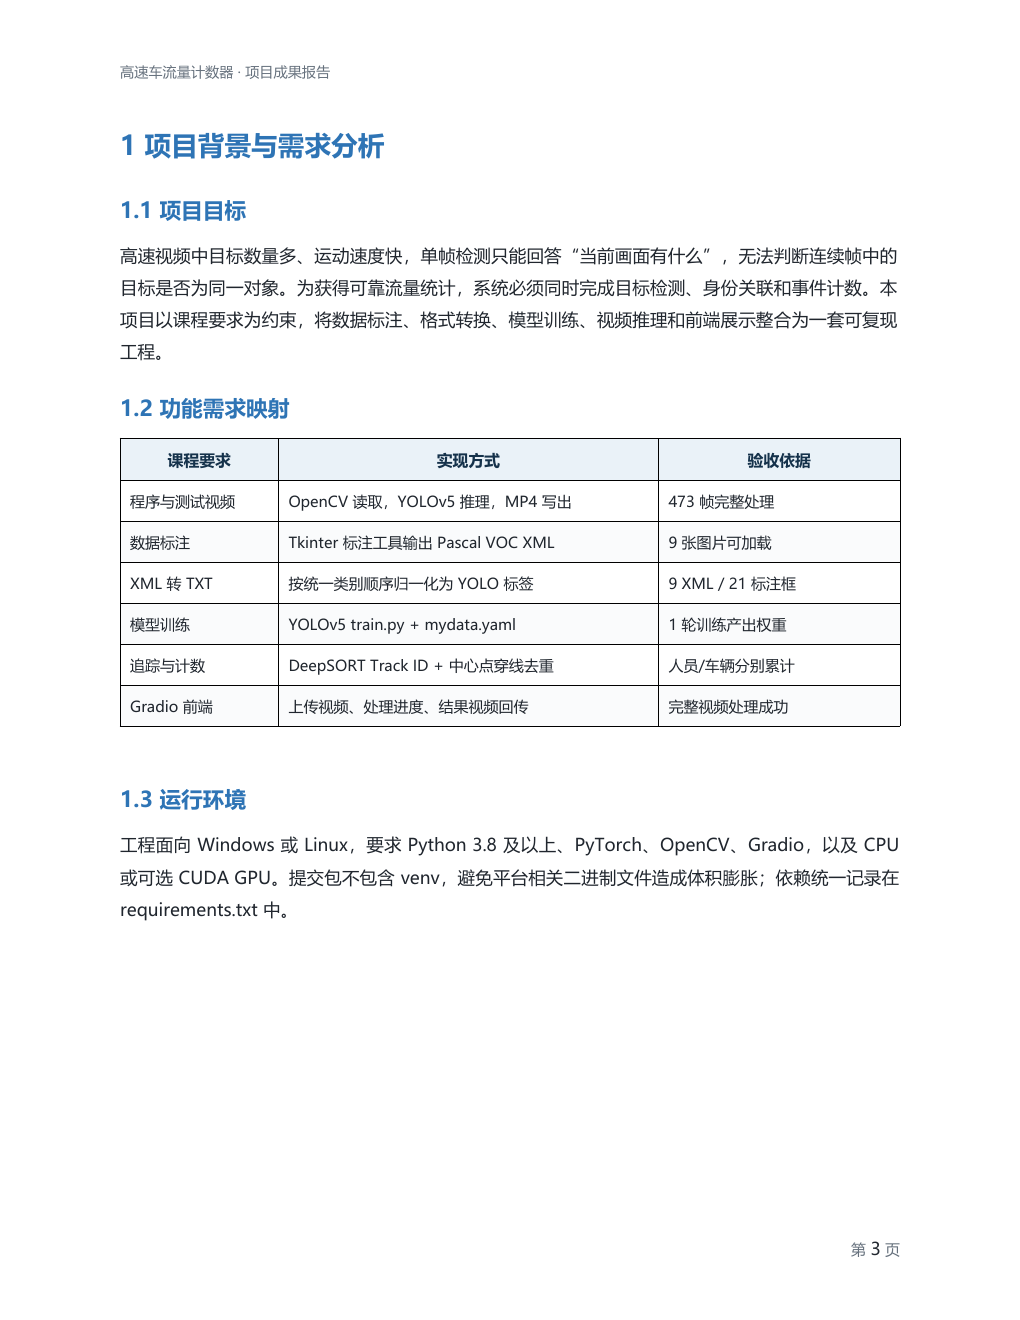 高速车流量计数器 · 项目成果报告
1 项目背景与需求分析
1.1 项目目标
高速视频中目标数量多、运动速度快，单帧检测只能回答“当前画面有什么”，无法判断连续帧中的
目标是否为同一对象。为获得可靠流量统计，系统必须同时完成目标检测、身份关联和事件计数。本
项目以课程要求为约束，将数据标注、格式转换、模型训练、视频推理和前端展示整合为一套可复现
工程。
1.2 功能需求映射
课程要求 实现方式 验收依据
程序与测试视频 OpenCV 读取，YOLOv5 推理，MP4 写出 473 帧完整处理
数据标注 Tkinter 标注工具输出 Pascal VOC XML 9 张图片可加载
XML 转 TXT 按统一类别顺序归一化为 YOLO 标签 9 XML / 21 标注框
模型训练 YOLOv5 train.py + mydata.yaml 1 轮训练产出权重
追踪与计数 DeepSORT Track ID + 中心点穿线去重 人员/车辆分别累计
Gradio 前端 上传视频、处理进度、结果视频回传 完整视频处理成功
1.3 运行环境
工程面向 Windows 或 Linux，要求 Python 3.8 及以上、PyTorch、OpenCV、Gradio，以及 CPU
或可选 CUDA GPU。提交包不包含 venv，避免平台相关二进制文件造成体积膨胀；依赖统一记录在
requirements.txt 中。
第 3 页